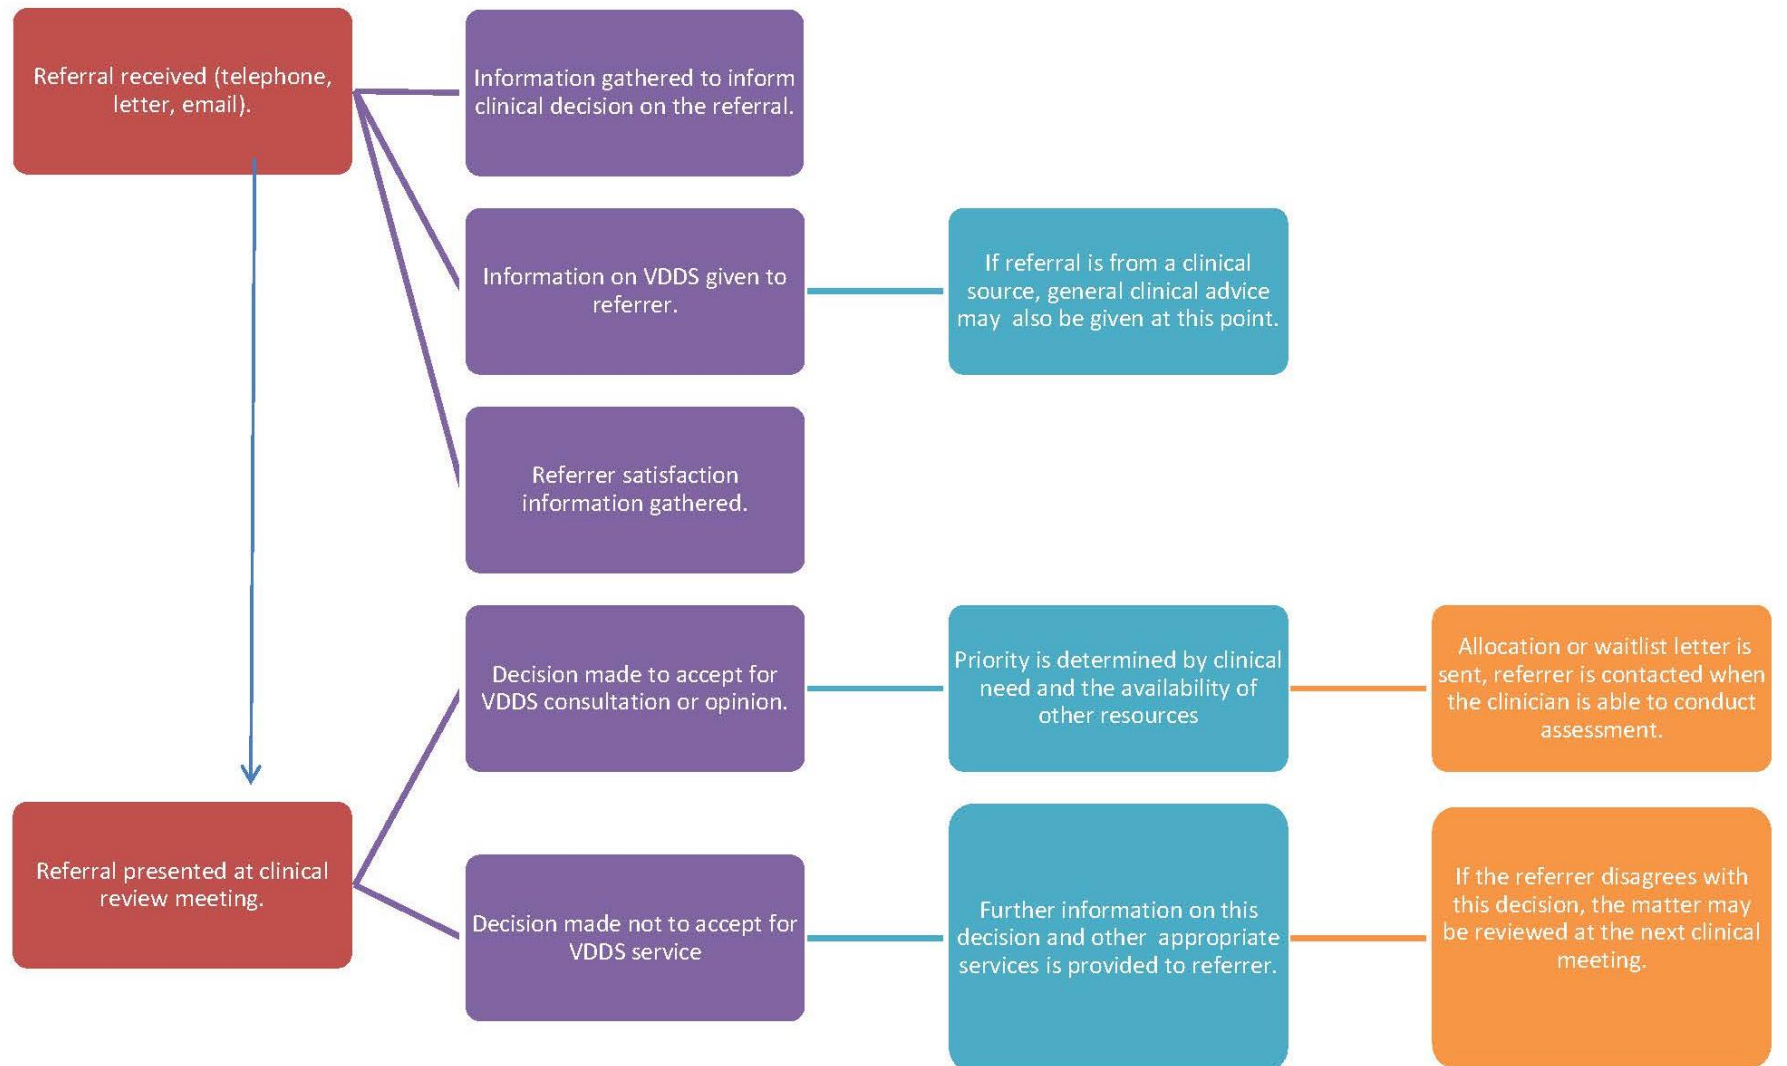 Referral received (telephone,
letter, email).
Information gathered to inform
clinical decision on the referral.
Information on VDDS given to
referrer.
If referral is from a clinical
source, general clinical advice
may  also be given at this point.
Referrer satisfaction
information gathered.
Referral presented at clinical
review meeting.
Decision made to accept for
VDDS consultation or opinion.
Priority is determined by clinical
need and the availability of
other resources
Allocation or waitlist letter is
sent, referrer is contacted when
the clinician is able to conduct
assessment.
Decision made not to accept for
VDDS service
Further information on this
decision and other  appropriate
services is provided to referrer.
If the referrer disagrees with
this decision, the matter may
be reviewed at the next clinical
meeting.